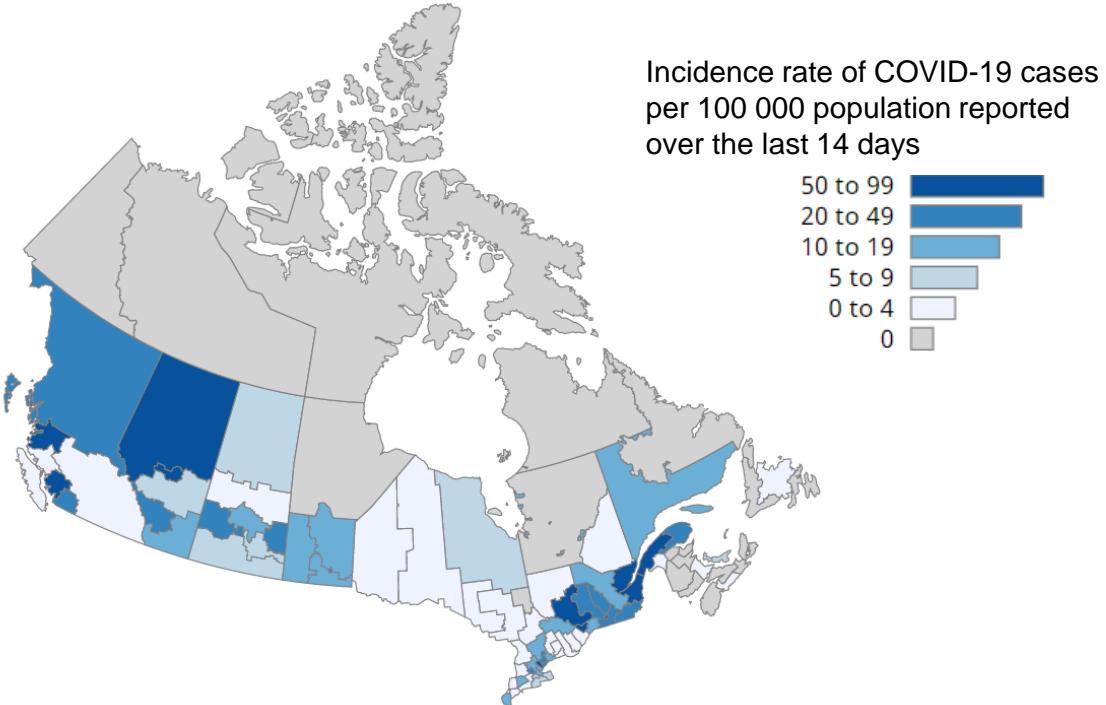 Incidence rate of COVID-19 cases
per 100 000 population reported
over the last 14 days
50 to 99
20 to 49
10 to 19
5 to 9
0 to 4
0